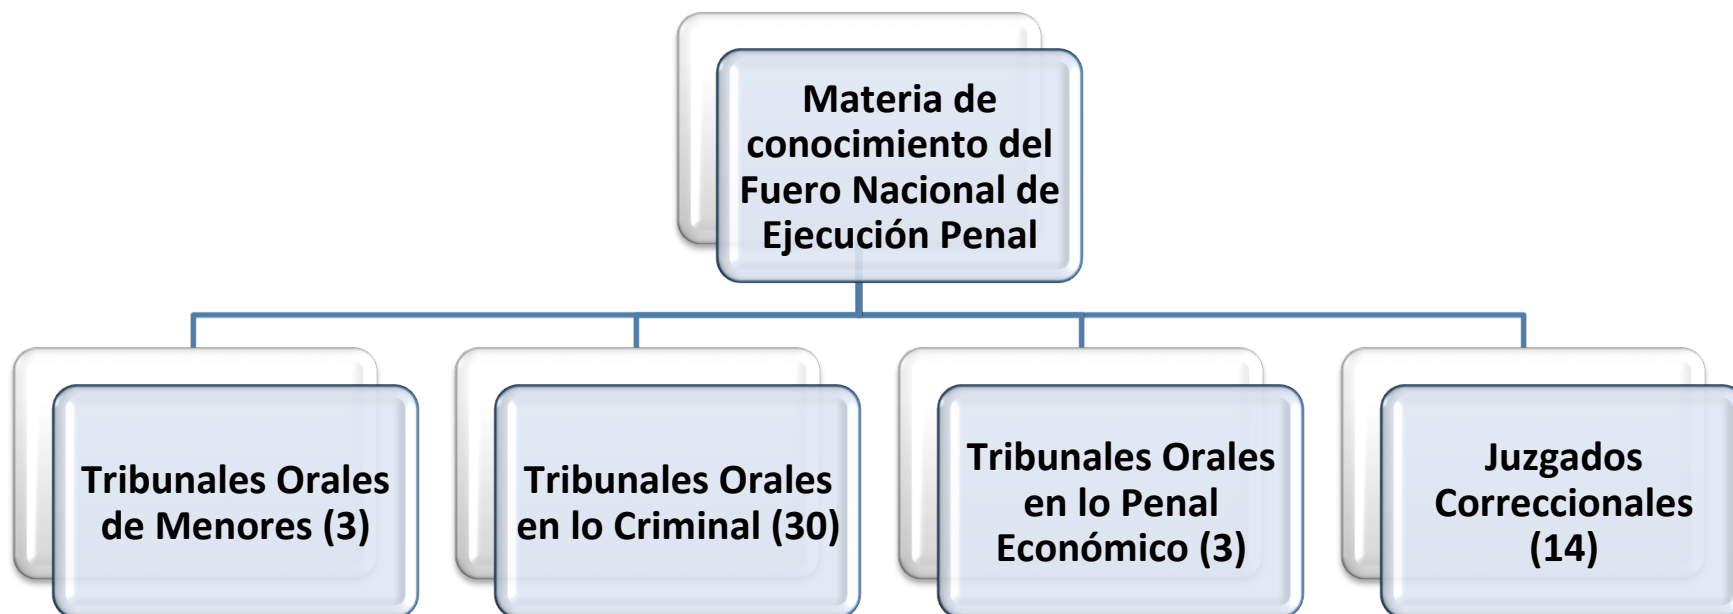 Materia de
conocimiento del
Fuero Nacional de
Ejecución Penal
Tribunales Orales
de Menores (3)
Tribunales Orales
en lo Criminal (30)
Tribunales Orales
en lo Penal
Económico (3)
Juzgados
Correccionales
(14)